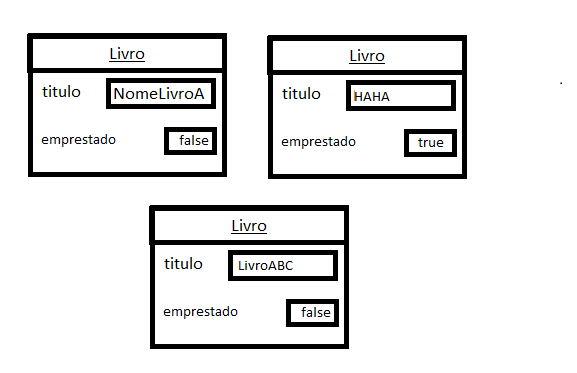 Livro
titulo NomeLivroA
emprestado false
Livro
titulo HAHA
emprestado true
Livro
titulo LivroABC
emprestado false